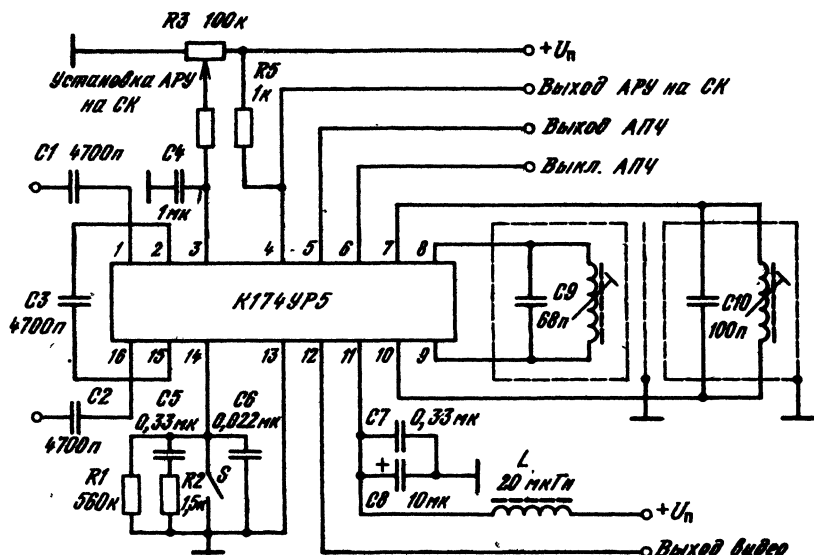 R3 100к
+Uп
Установка АРУ
на СК
R5
1к
Выход АРУ на СК
Выход АПЧ
Выкл. АПЧ
C1 4700п
C4
1мк
1 2 3 4 5 6 7 8
К174УР5
C3
4700п
C9
68п
C10
100п
16 15 14 13 12 11 10 9
C2
4700п
C5
0,33мк
C6
0,022мк
C7 0,33мк
C8 10мк
+
R1
560к
R2
1,5к
S
L
20 мкГн
+Uп
Выход видео